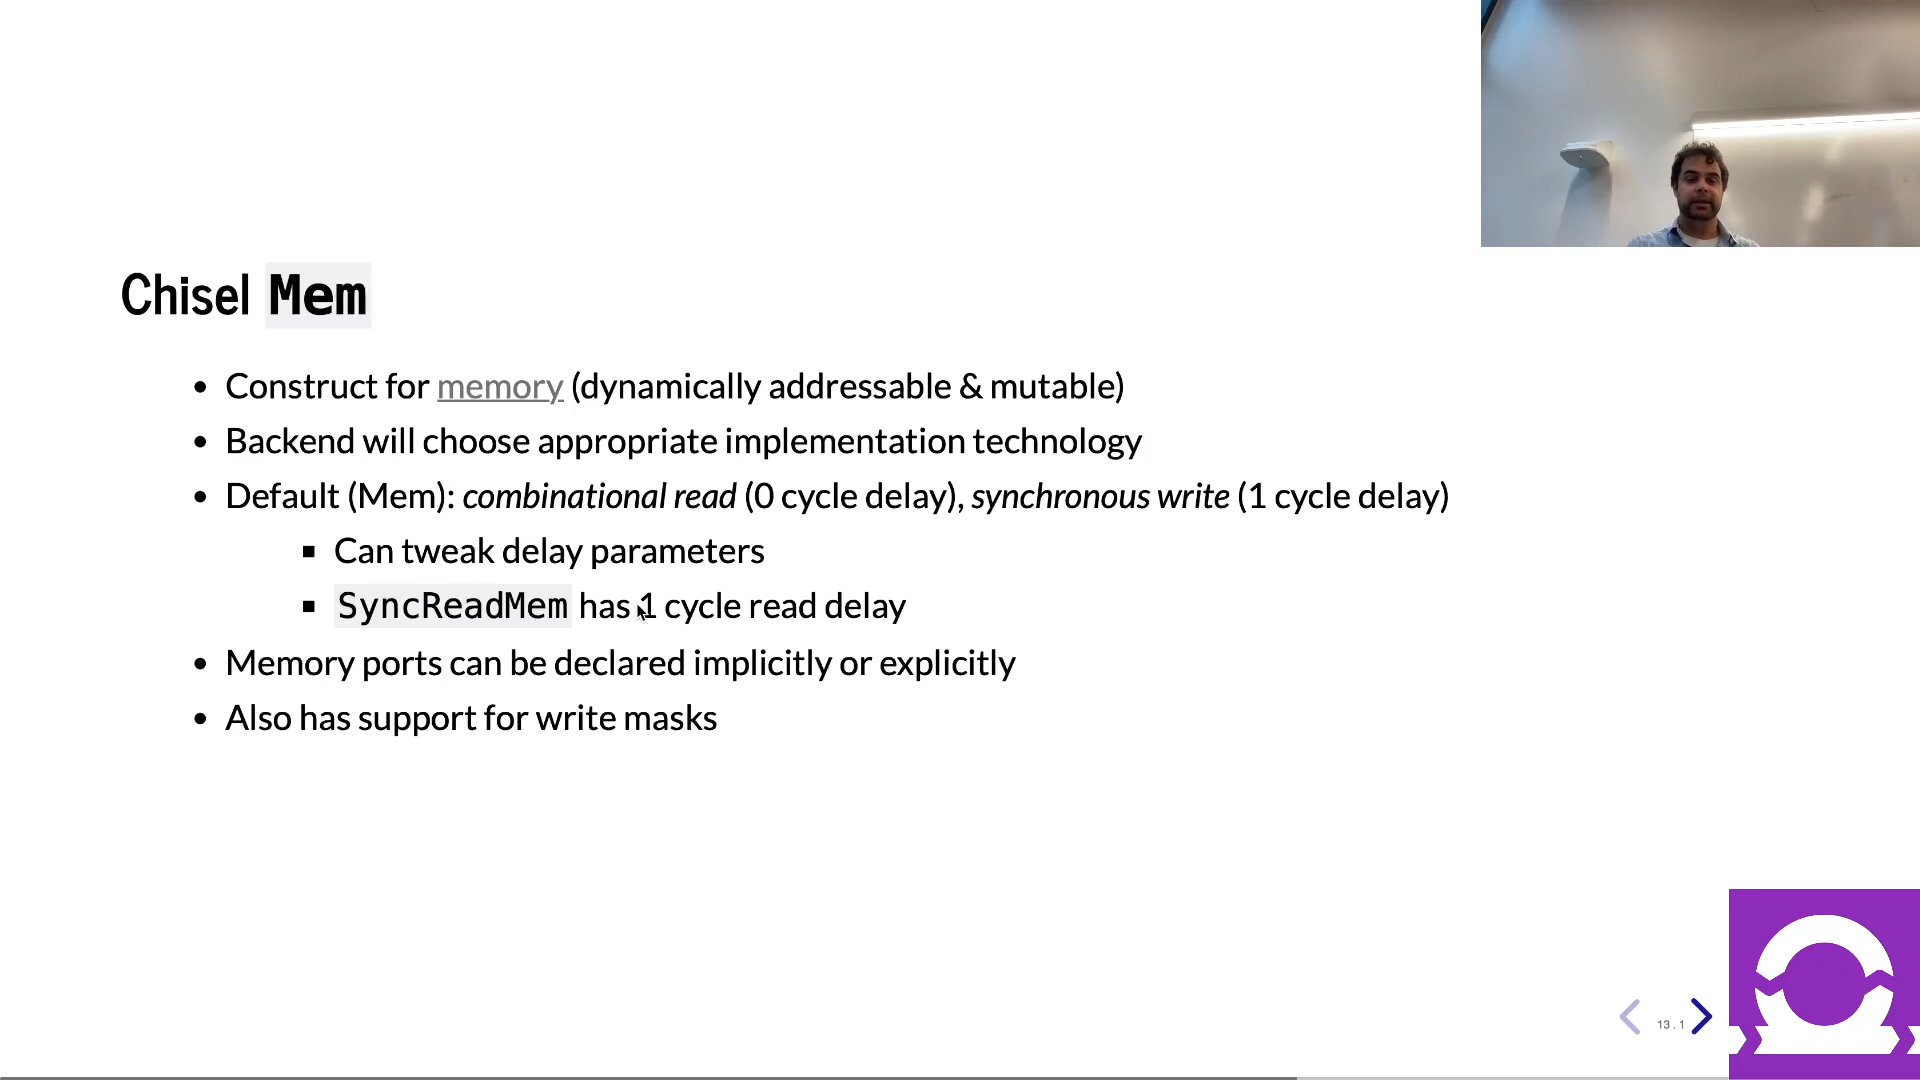 Chisel Mem
Construct for memory (dynamically addressable & mutable)
Backend will choose appropriate implementation technology
Default (Mem): combinational read (0 cycle delay), synchronous write (1 cycle delay)
Can tweak delay parameters
SyncReadMem has 1 cycle read delay
Memory ports can be declared implicitly or explicitly
Also has support for write masks
13.1